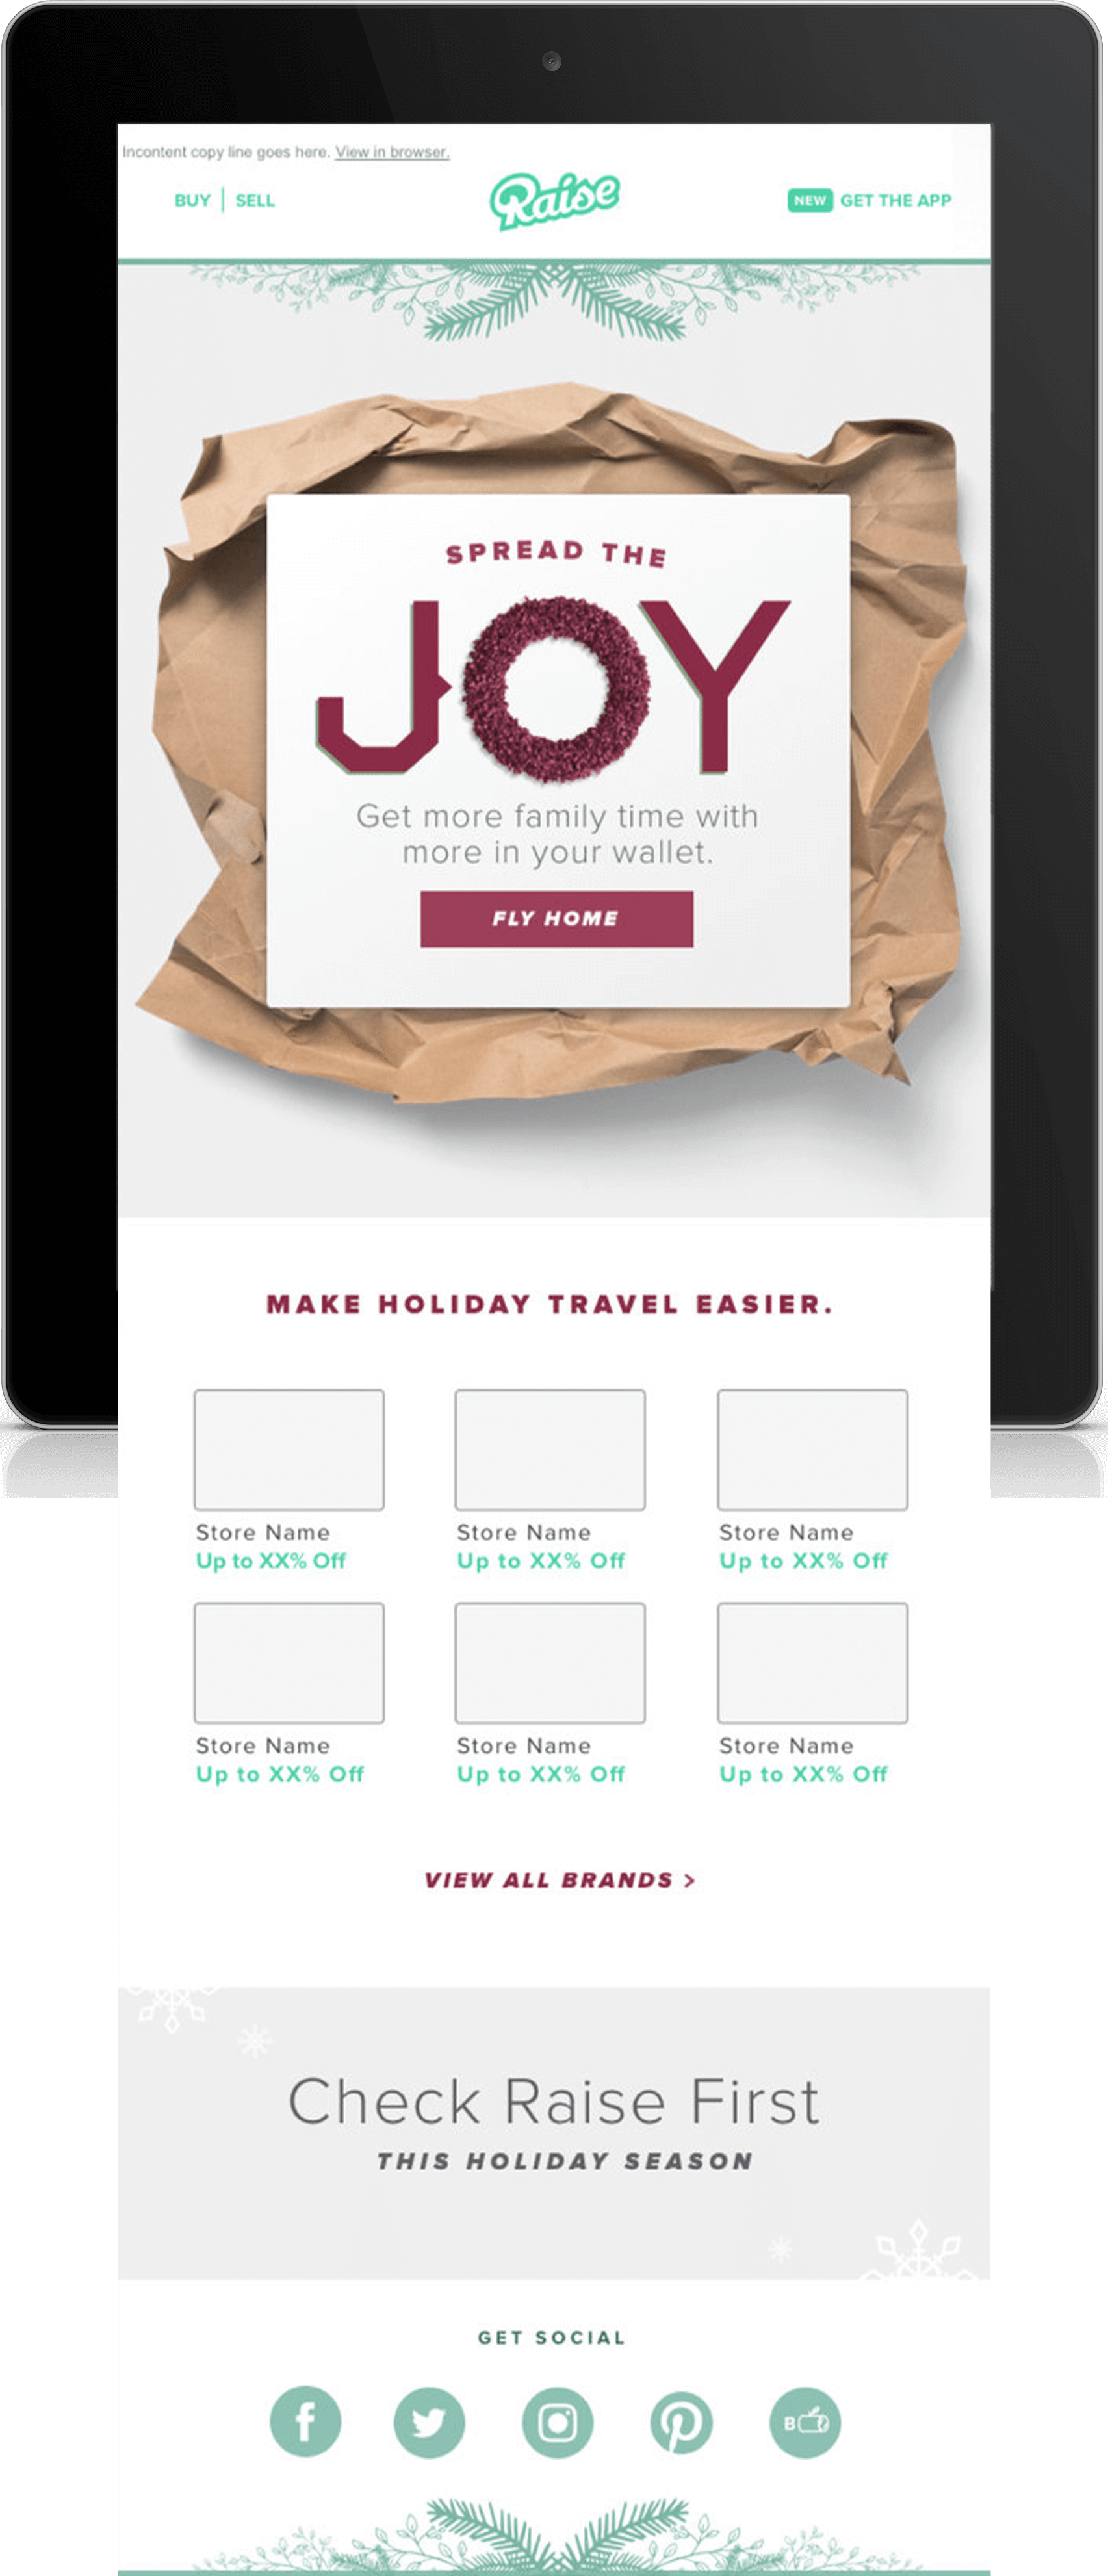 Incontent copy line goes here. View in browser.
BUY | SELL
Raise
NEW GET THE APP
SPREAD THE
JOY
Get more family time with
more in your wallet.
FLY HOME
MAKE HOLIDAY TRAVEL EASIER.
Store Name
Up to XX% Off
Store Name
Up to XX% Off
Store Name
Up to XX% Off
Store Name
Up to XX% Off
Store Name
Up to XX% Off
Store Name
Up to XX% Off
VIEW ALL BRANDS >
Check Raise First
THIS HOLIDAY SEASON
GET SOCIAL
B